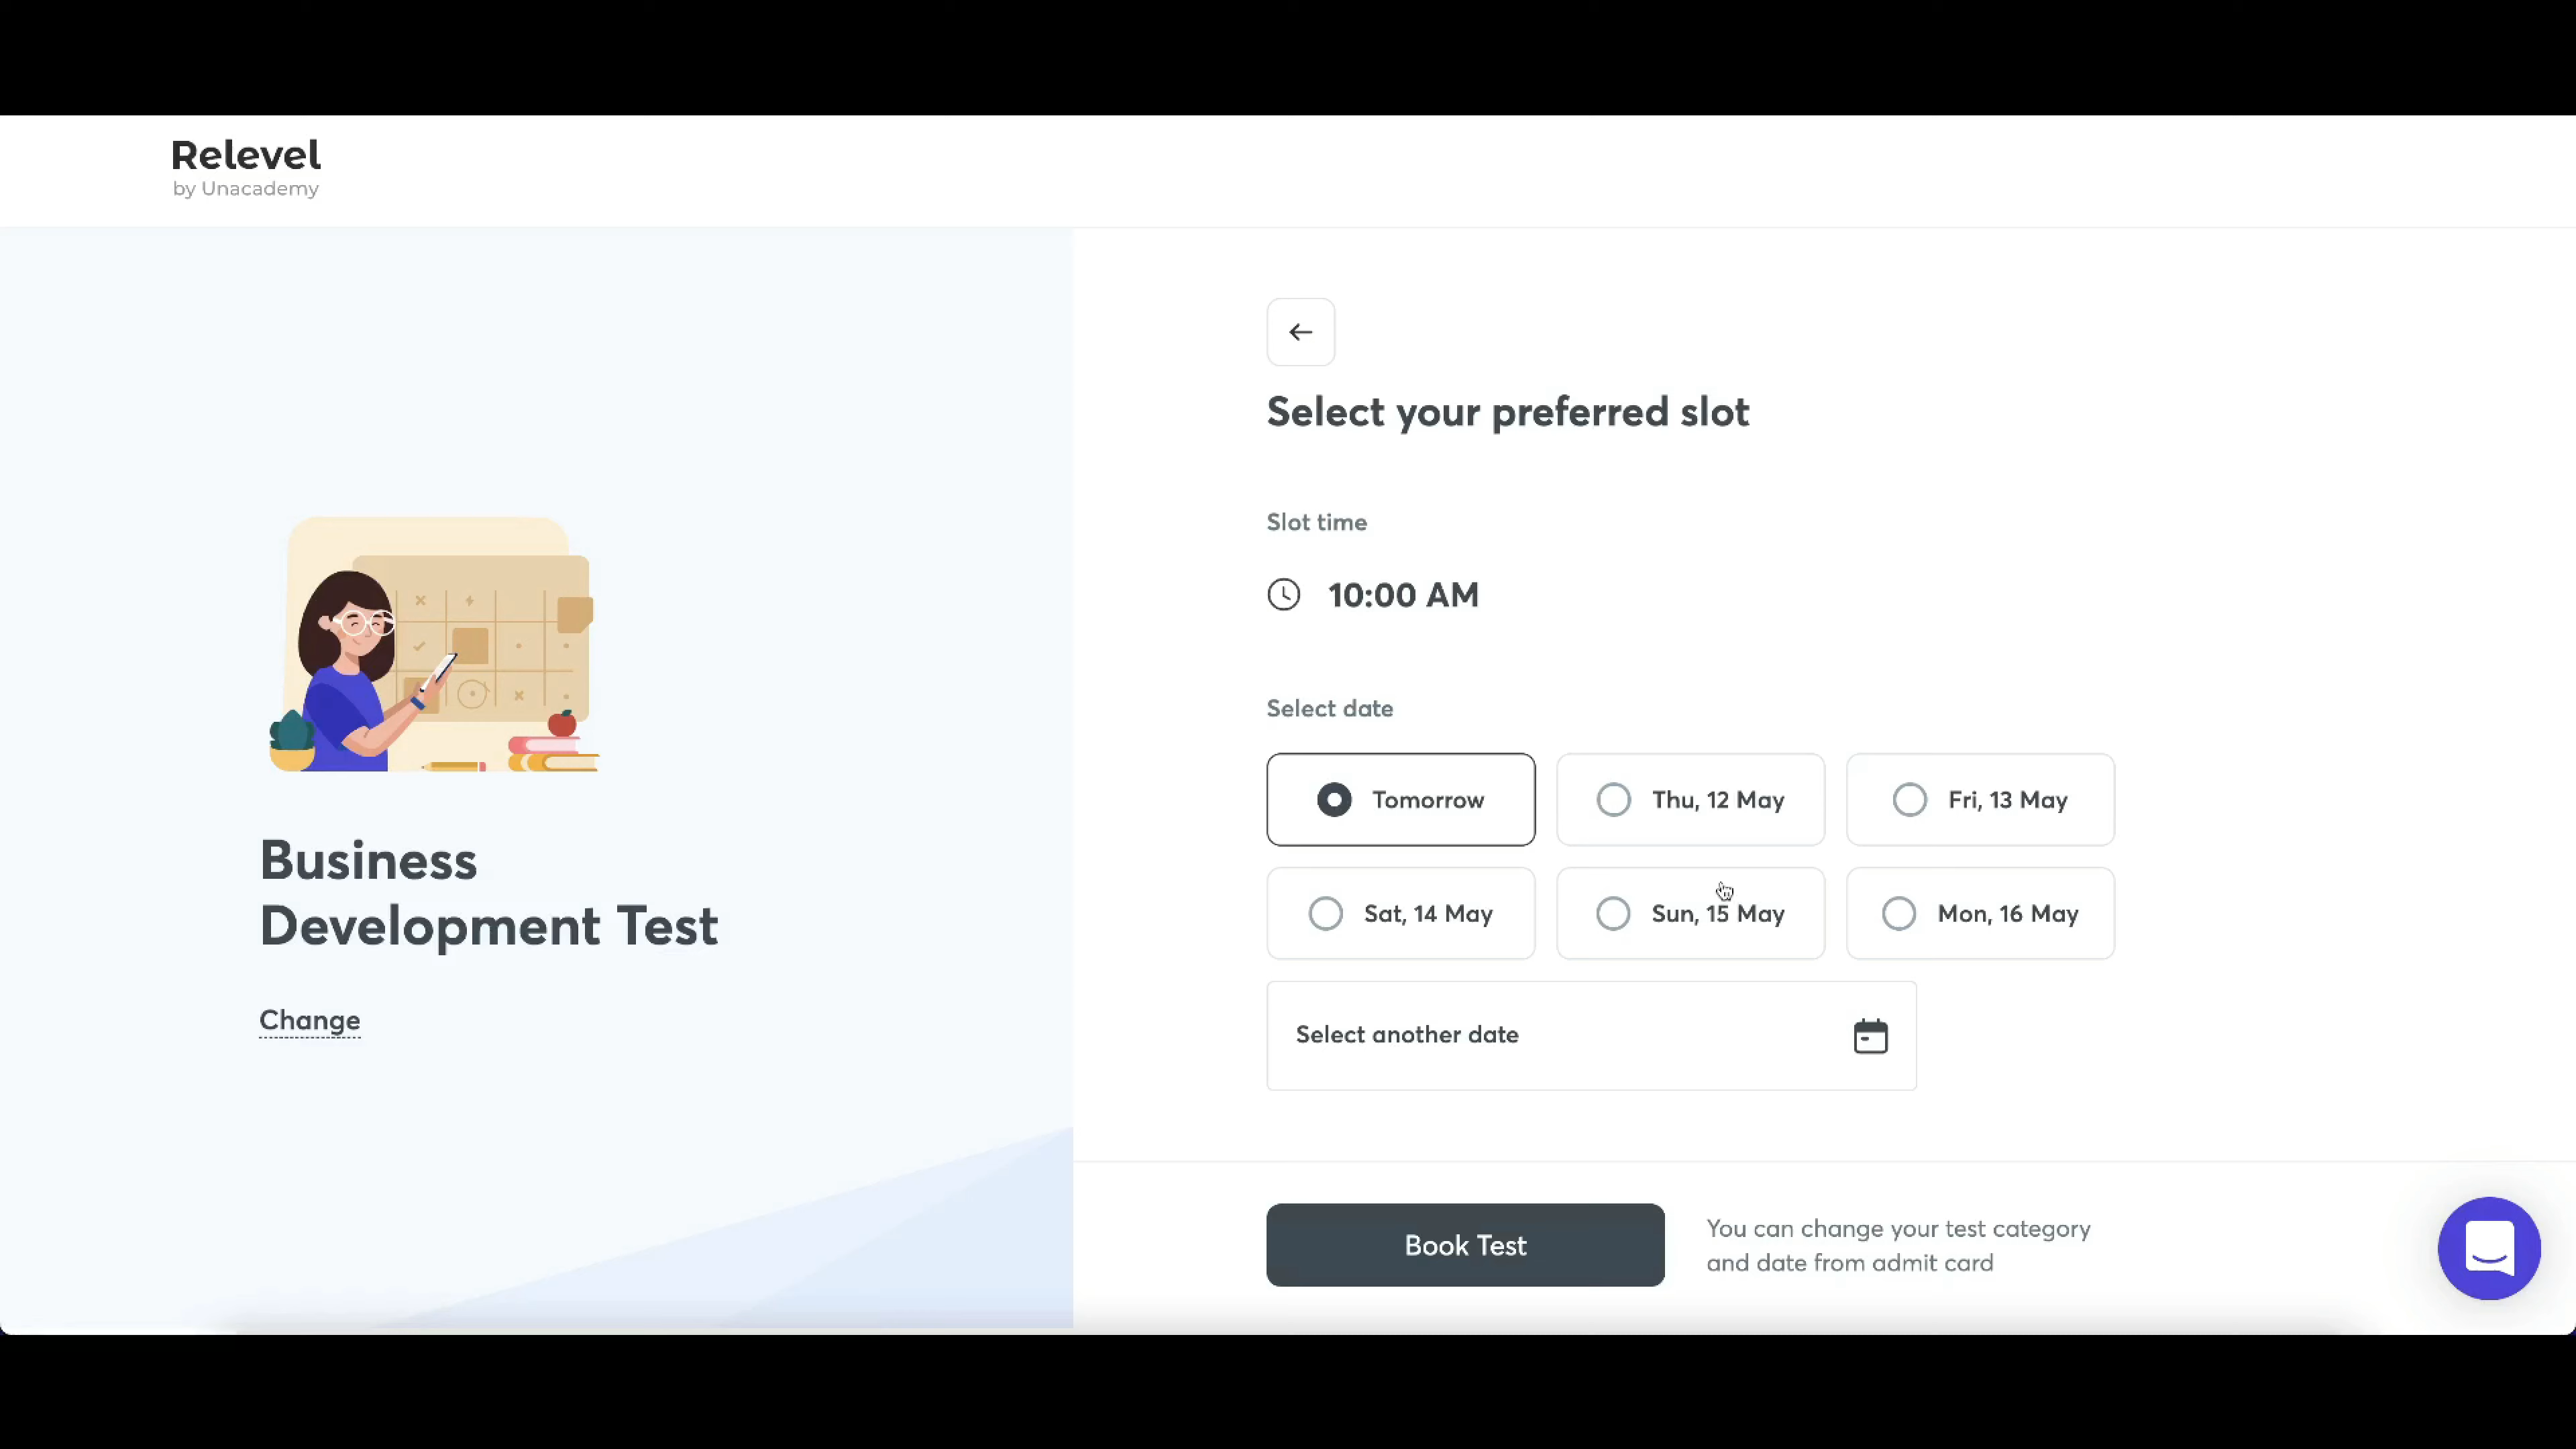 Relevel
by Unacademy
Select your preferred slot
Slot time
10:00 AM
Select date
Tomorrow
Thu, 12 May
Fri, 13 May
Sat, 14 May
Sun, 15 May
Mon, 16 May
Select another date
Business
Development Test
Change
Book Test
You can change your test category
and date from admit card